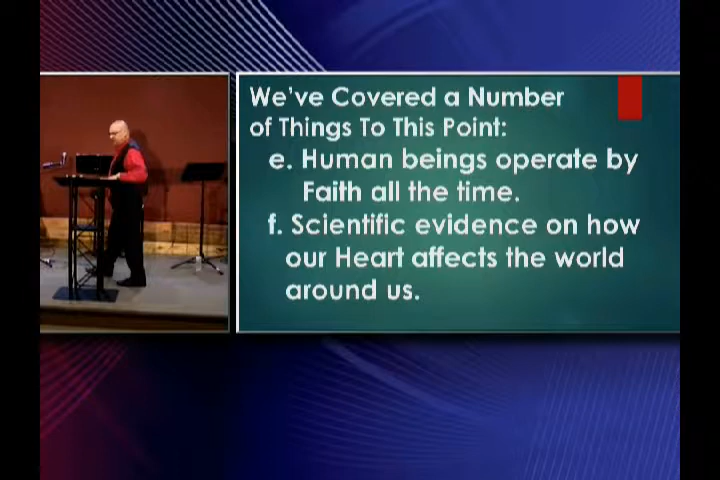 We've Covered a Number
of Things To This Point:
e. Human beings operate by
Faith all the time.
f. Scientific evidence on how
our Heart affects the world
around us.